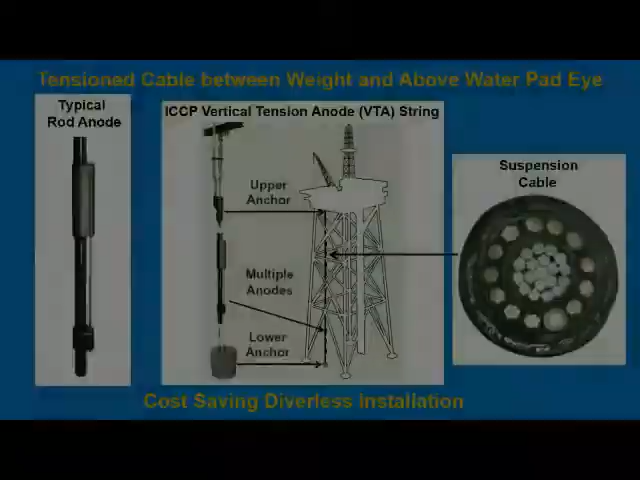 Tensioned Cable between Weight and Above Water Pad Eye
Typical
Rod Anode
ICCP Vertical Tension Anode (VTA) String
Upper
Anchor
Multiple
Anodes
Lower
Anchor
Suspension
Cable
Cost Saving Diverless Installation